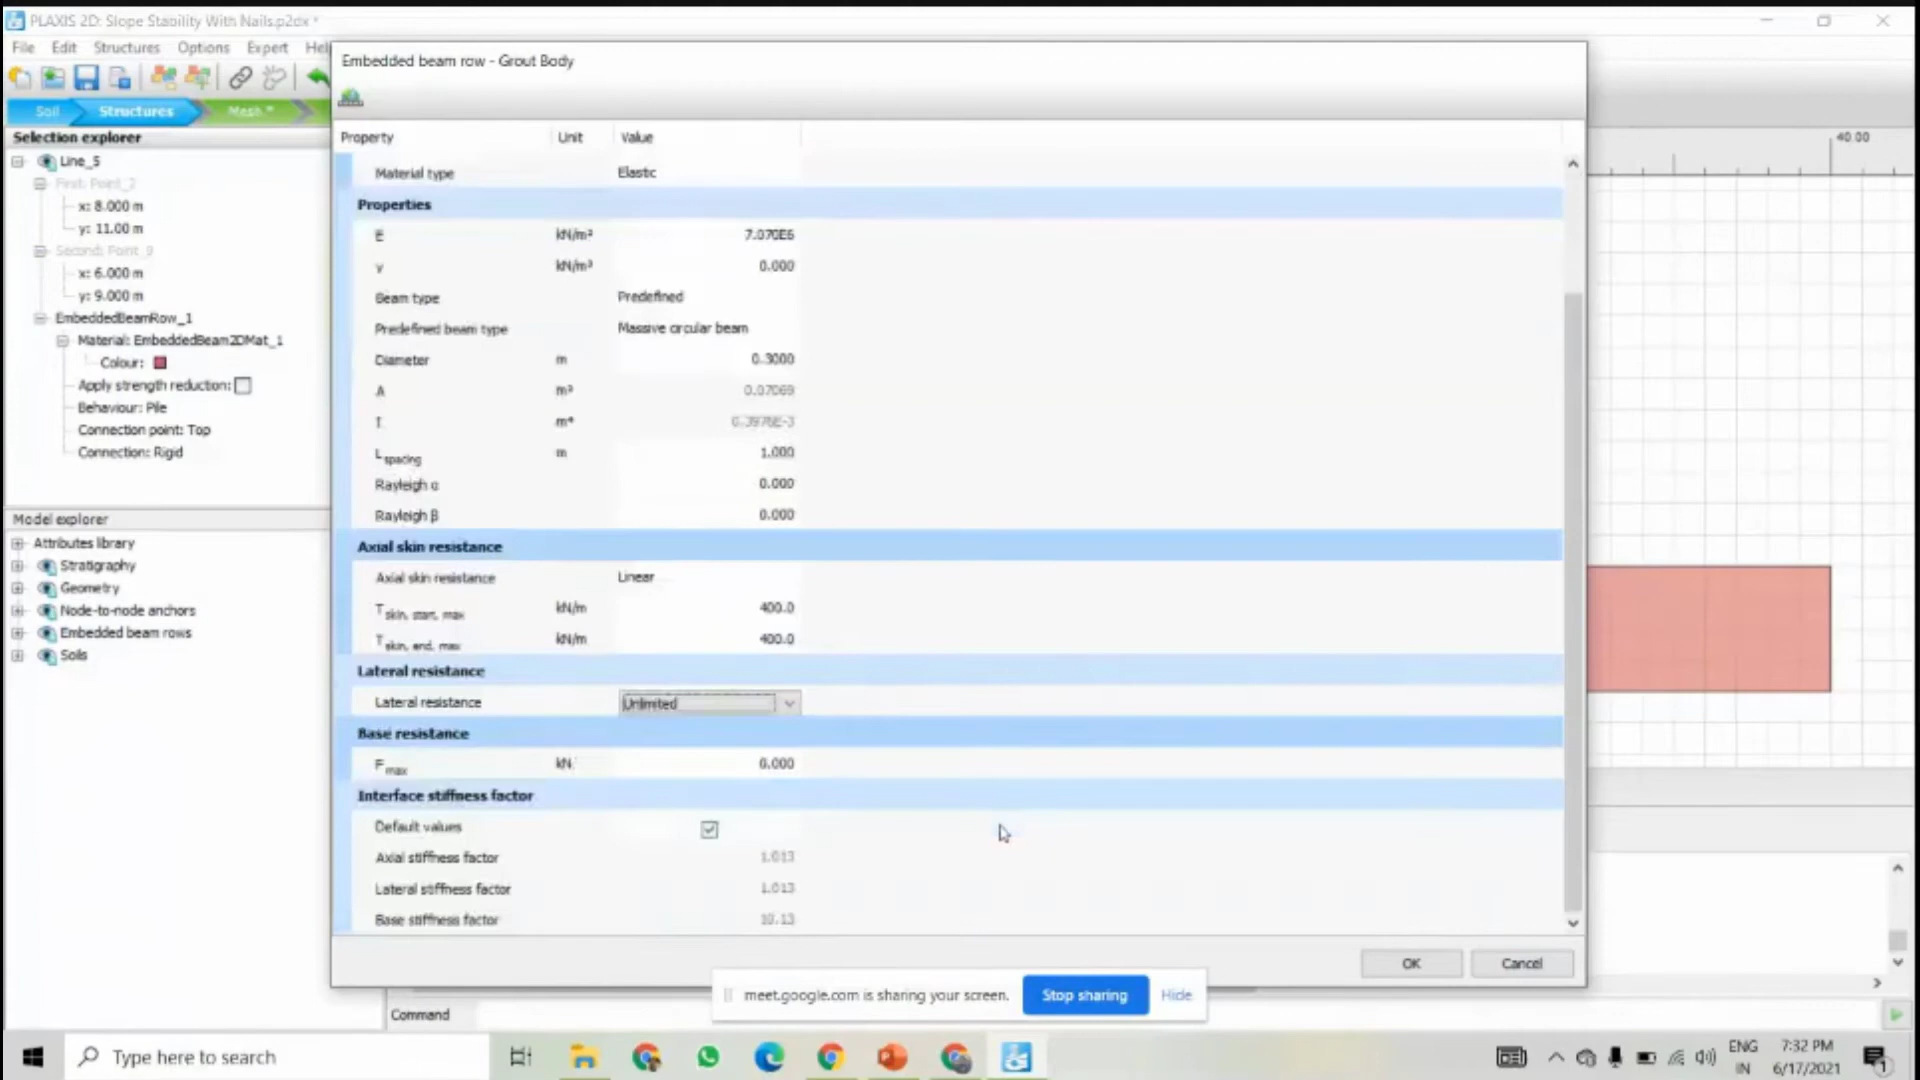 PLAXIS 2D: Slope Stability With Nails.p2dx *
File Edit Structures Options Expert Hel
Soil Structures Mesh *
Selection explorer
Line_5
First: Point_2
x: 8.000 m
y: 11.00 m
Second: Point_9
x: 6.000 m
y: 9.000 m
EmbeddedBeamRow_1
Material: EmbeddedBeam2DMat_1
Colour:
Apply strength reduction:
Behaviour: Pile
Connection point: Top
Connection: Rigid
Model explorer
Attributes library
Stratigraphy
Geometry
Node-to-node anchors
Embedded beam rows
Soils
Embedded beam row - Grout Body
Property Unit Value
Material type Elastic
Properties
E kN/m² 7.070E6
γ kN/m³ 0.000
Beam type Predefined
Predefined beam type Massive circular beam
Diameter m 0.3000
A m² 0.07069
I m⁴ 0.3976E-3
L spacing m 1.000
Rayleigh α 0.000
Rayleigh β 0.000
Axial skin resistance
Axial skin resistance Linear
T skin, start, max kN/m 400.0
T skin, end, max kN/m 400.0
Lateral resistance
Lateral resistance Unlimited
Base resistance
F max kN 0.000
Interface stiffness factor
Default values
Axial stiffness factor 1.013
Lateral stiffness factor 1.013
Base stiffness factor 10.13
OK Cancel
40.00
meet.google.com is sharing your screen. Stop sharing Hide
Command
Type here to search
ENG
IN
7:32 PM
6/17/2021
1